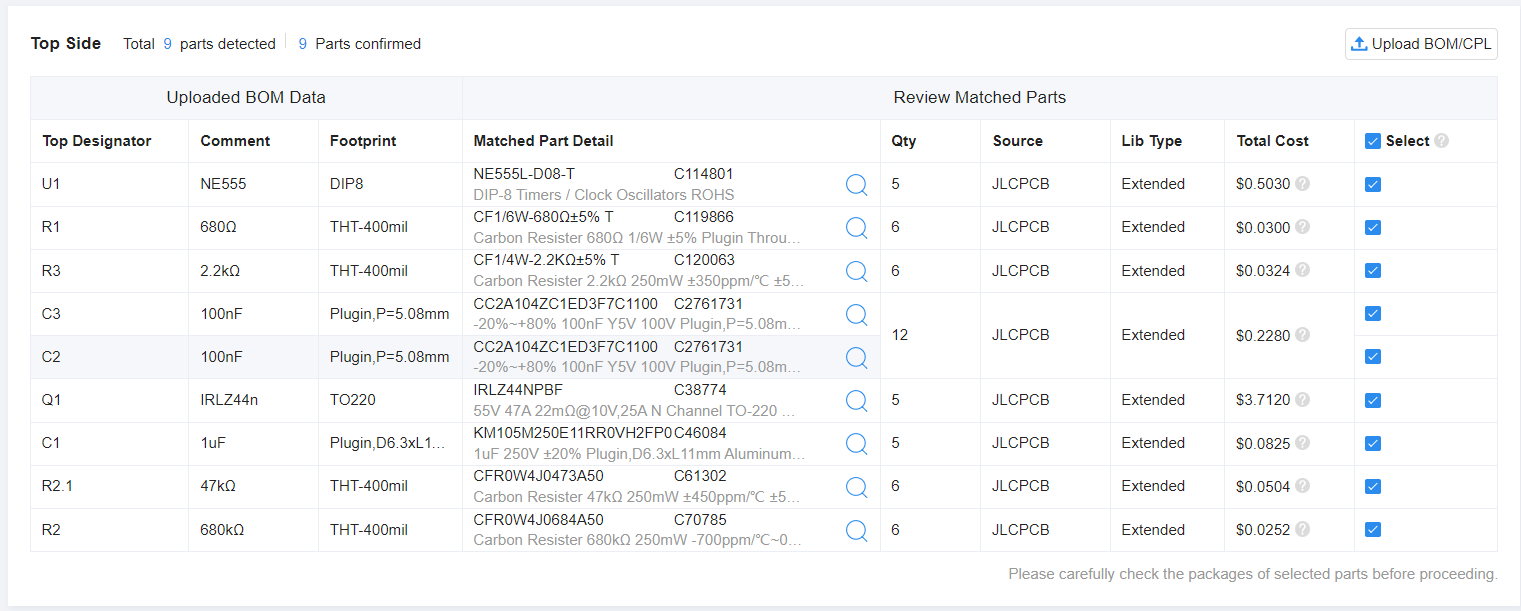 Top Side Total 9 parts detected 9 Parts confirmed
Upload BOM/CPL
Uploaded BOM Data Review Matched Parts
Top Designator Comment Footprint Matched Part Detail Qty Source Lib Type Total Cost Select ?
U1 NE555 DIP8 NE555L-D08-T C114801 5 JLCPCB Extended $0.5030 ?
DIP-8 Timers / Clock Oscillators ROHS
R1 680Ω THT-400mil CF1/6W-680Ω±5% T C119866 6 JLCPCB Extended $0.0300 ?
Carbon Resister 680Ω 1/6W ±5% Plugin Throu...
R3 2.2kΩ THT-400mil CF1/4W-2.2KΩ±5% T C120063 6 JLCPCB Extended $0.0324 ?
Carbon Resister 2.2kΩ 250mW ±350ppm/℃ ±5...
C3 100nF Plugin,P=5.08mm CC2A104ZC1ED3F7C1100 C2761731
-20%~+80% 100nF Y5V 100V Plugin,P=5.08m...
12 JLCPCB Extended $0.2280 ?
C2 100nF Plugin,P=5.08mm CC2A104ZC1ED3F7C1100 C2761731
-20%~+80% 100nF Y5V 100V Plugin,P=5.08m...
Q1 IRLZ44n TO220 IRLZ44NPBF C38774 5 JLCPCB Extended $3.7120 ?
55V 47A 22mΩ@10V,25A N Channel TO-220 ...
C1 1uF Plugin,D6.3xL1... KM105M250E11RR0VH2FP0 C46084 5 JLCPCB Extended $0.0825 ?
1uF 250V ±20% Plugin,D6.3xL11mm Aluminum...
R2.1 47kΩ THT-400mil CFR0W4J0473A50 C61302 6 JLCPCB Extended $0.0504 ?
Carbon Resister 47kΩ 250mW ±450ppm/℃ ±5...
R2 680kΩ THT-400mil CFR0W4J0684A50 C70785 6 JLCPCB Extended $0.0252 ?
Carbon Resister 680kΩ 250mW -700ppm/℃~0...
Please carefully check the packages of selected parts before proceeding.